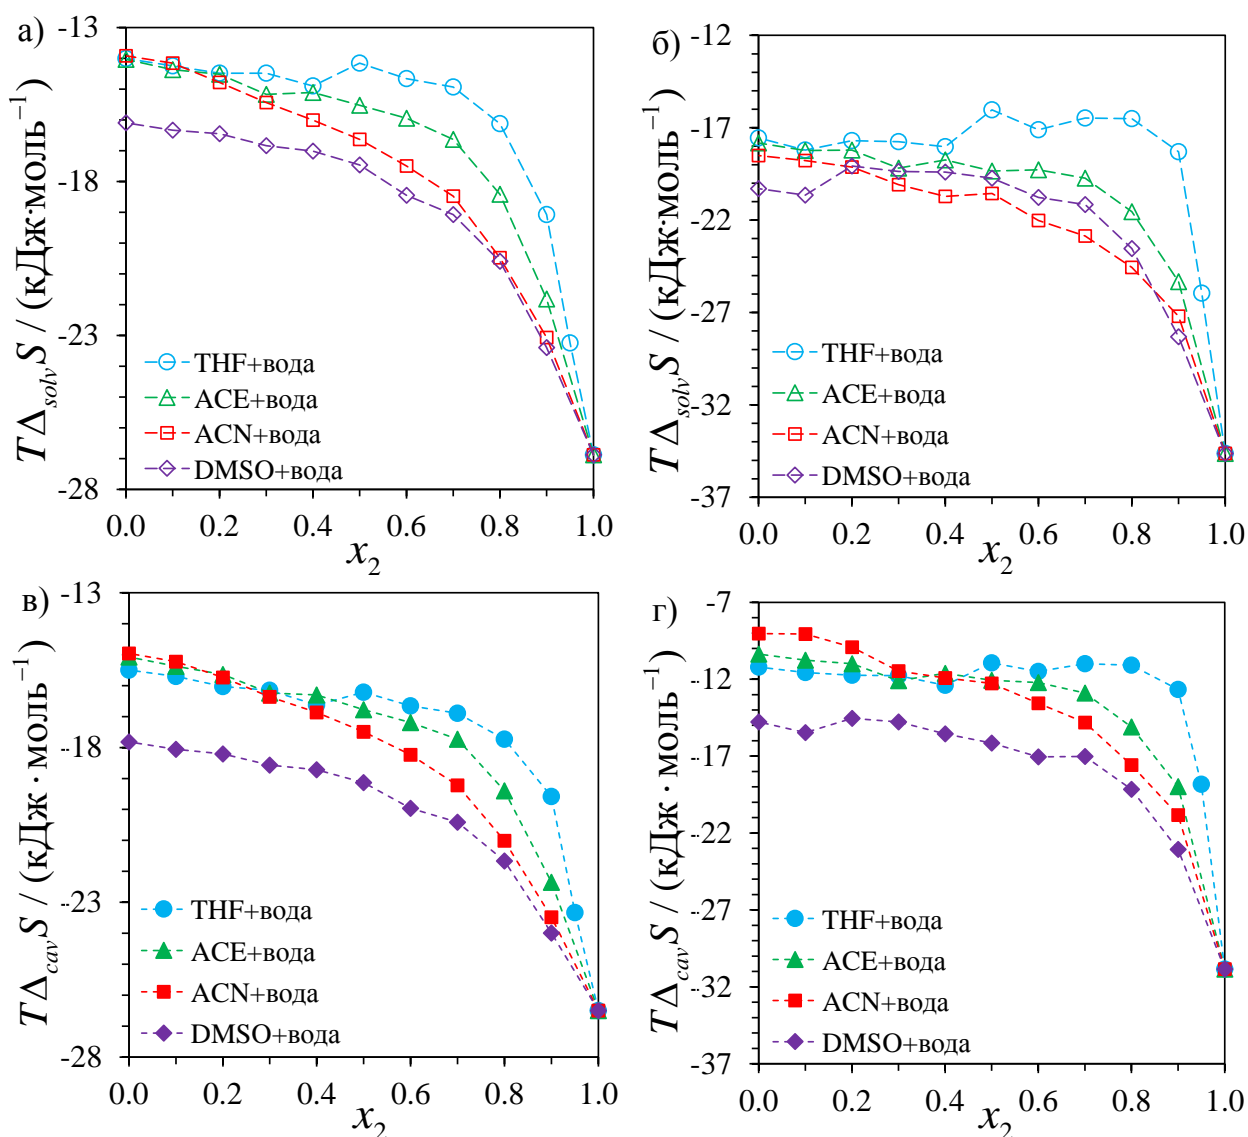 а)
TΔsolvS / (кДж·моль⁻¹)
-13
-18
-23
-28
THF+вода
ACE+вода
ACN+вода
DMSO+вода
0.0 0.2 0.4 0.6 0.8 1.0
x₂
б)
TΔsolvS / (кДж·моль⁻¹)
-12
-17
-22
-27
-32
-37
THF+вода
ACE+вода
ACN+вода
DMSO+вода
0.0 0.2 0.4 0.6 0.8 1.0
x₂
в)
TΔcavS / (кДж · моль⁻¹)
-13
-18
-23
-28
THF+вода
ACE+вода
ACN+вода
DMSO+вода
0.0 0.2 0.4 0.6 0.8 1.0
x₂
г)
TΔcavS / (кДж · моль⁻¹)
-7
-12
-17
-22
-27
-32
-37
THF+вода
ACE+вода
ACN+вода
DMSO+вода
0.0 0.2 0.4 0.6 0.8 1.0
x₂